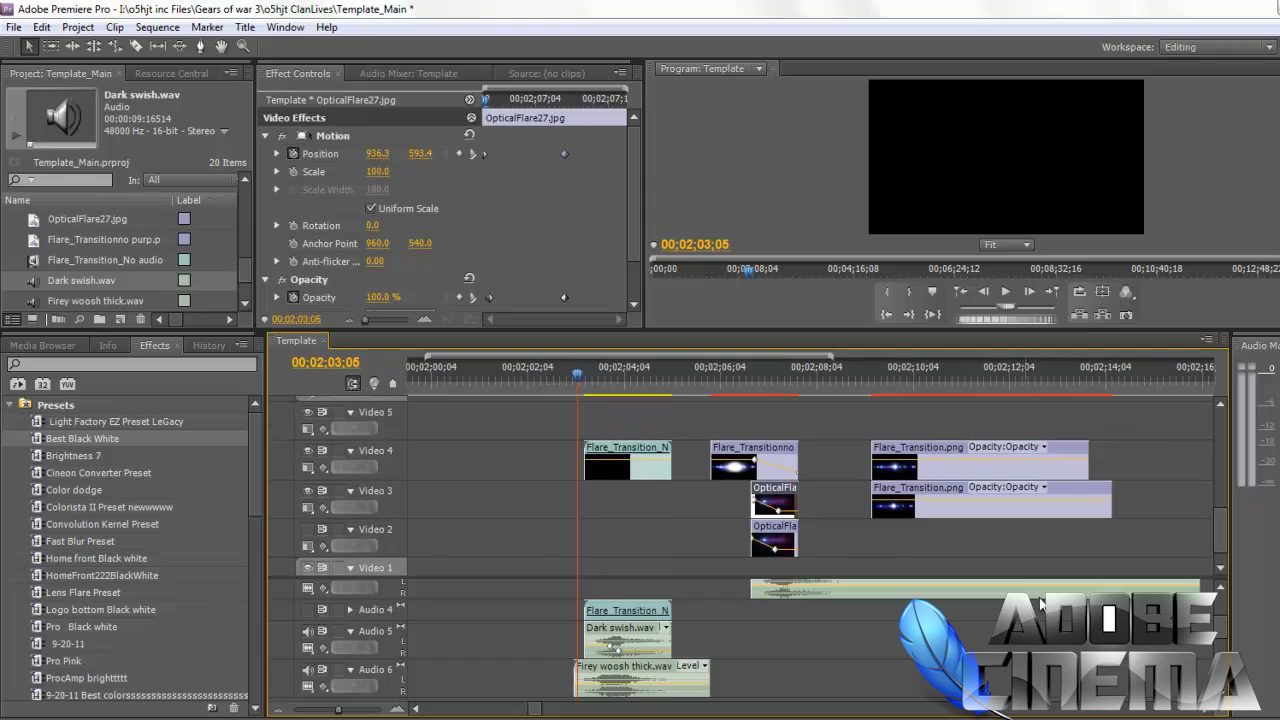 Adobe Premiere Pro - I:\o5hjt inc Files\Gears of war 3\o5hjt ClanLives\Template_Main *
File Edit Project Clip Sequence Marker Title Window Help
Workspace: Editing
Project: Template_Main Resource Central
Dark swish.wav
Audio
00:00:09:16514
48000 Hz - 16-bit - Stereo
Template_Main.prproj 20 Items
In: All
Name Label
OpticalFlare27.jpg
Flare_Transitionno purp.p
Flare_Transition_No audio
Dark swish.wav
Firey woosh thick.wav
Effect Controls Audio Mixer: Template Source: (no clips)
Template * OpticalFlare27.jpg 00;02;07;04 00;02;07;1
Video Effects OpticalFlare27.jpg
fx Motion
Position 936.3 593.4
Scale 100.0
Scale Width 100.0
Uniform Scale
Rotation 0.0
Anchor Point 960.0 540.0
Anti-flicker ... 0.00
fx Opacity
Opacity 100.0 %
00;02;03;05
Program: Template
00;02;03;05 Fit
;00;00 00;02;08;04 00;04;16;08 00;06;24;12 00;08;32;16 00;10;40;18 00;12;48;22
Media Browser Info Effects History
32 YUV
Presets
Light Factory EZ Preset LeGacy
Best Black White
Brightness 7
Cineon Converter Preset
Color dodge
Colorista II Preset newwwww
Convolution Kernel Preset
Fast Blur Preset
Home front Black white
HomeFront222BlackWhite
Lens Flare Preset
Logo bottom Black white
Pro Black white
9-20-11
Pro Pink
ProcAmp brighttttt
9-20-11 Best colorsssssssssssssssssss
Template
00;02;03;05
00;02;00;04 00;02;02;04 00;02;04;04 00;02;06;04 00;02;08;04 00;02;10;04 00;02;12;04 00;02;14;04 00;02;16
Video 5
Video 4 Flare_Transition_N Flare_Transitionno Flare_Transition.png Opacity:Opacity
Video 3 OpticalFla Flare_Transition.png Opacity:Opacity
Video 2 OpticalFla
Video 1
L
R
Audio 4 Flare_Transition_N
Audio 5 Dark swish.wav
L
R
Audio 6 Firey woosh thick.wav Level
L
R
Audio Ma
0
ADOBE
CINEMA